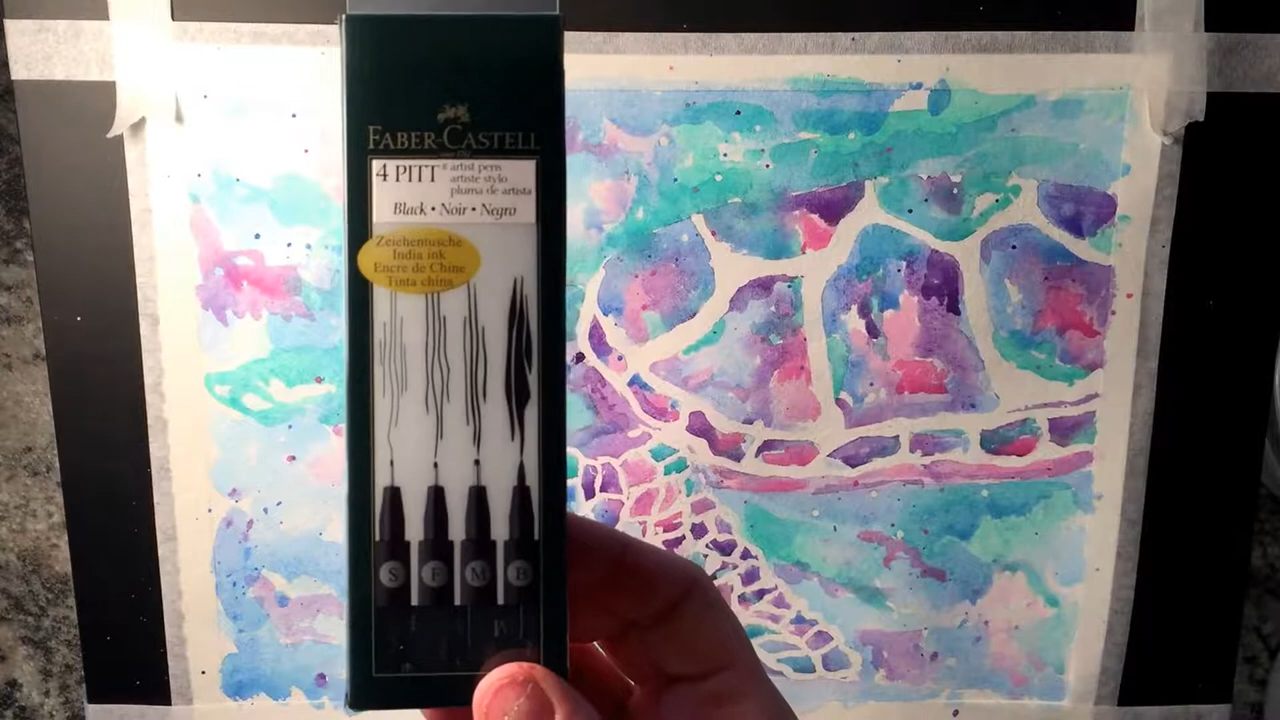 FABER-CASTELL
4 PITT® artist pens
artiste stylo
pluma de artista
Black • Noir • Negro
Zeichentusche
India ink
Encre de Chine
Tinta china
S F M B